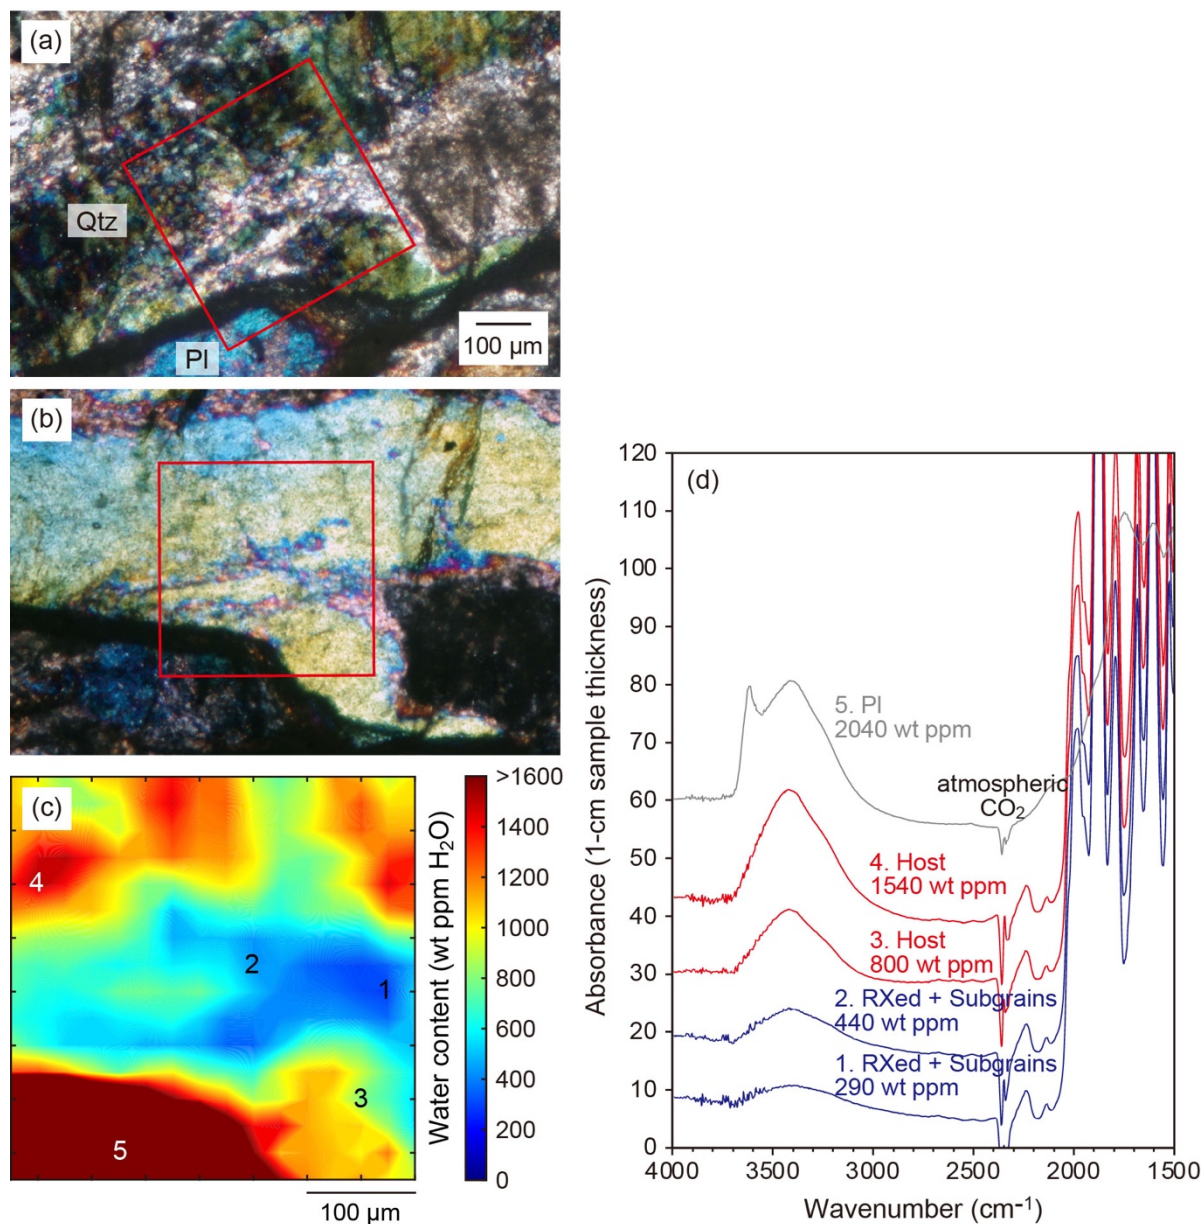 (a)
Qtz
Pl
100 µm
(b)
(c)
4
2
1
3
5
100 µm
>1600
1400
1200
1000
800
600
400
200
0
Water content (wt ppm H₂O)
(d)
120
110
100
90
80
70
60
50
40
30
20
10
0
Absorbance (1-cm sample thickness)
5. Pl
2040 wt ppm
atmospheric
CO₂
4. Host
1540 wt ppm
3. Host
800 wt ppm
2. RXed + Subgrains
440 wt ppm
1. RXed + Subgrains
290 wt ppm
4000
3500
3000
2500
2000
1500
Wavenumber (cm⁻¹)